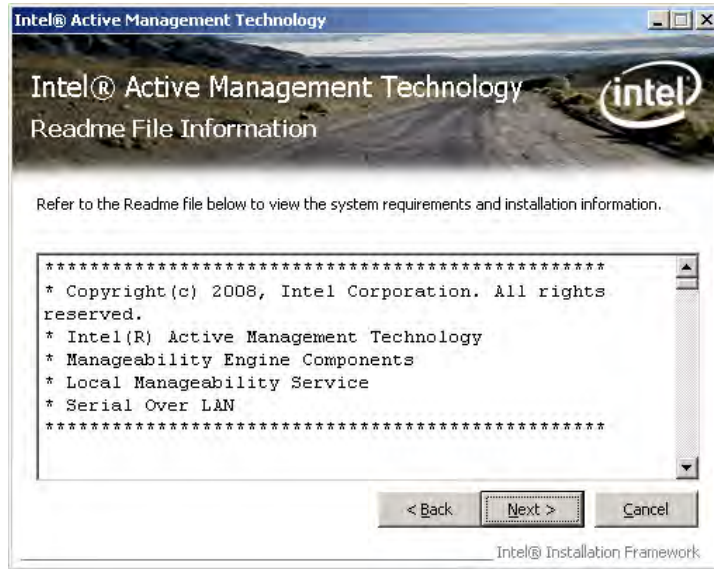 Intel® Active Management Technology
Intel® Active Management Technology
intel
Readme File Information
Refer to the Readme file below to view the system requirements and installation information.
**************************************************
* Copyright(c) 2008, Intel Corporation. All rights
reserved.
* Intel(R) Active Management Technology
* Manageability Engine Components
* Local Manageability Service
* Serial Over LAN
**************************************************
< Back Next > Cancel
Intel® Installation Framework